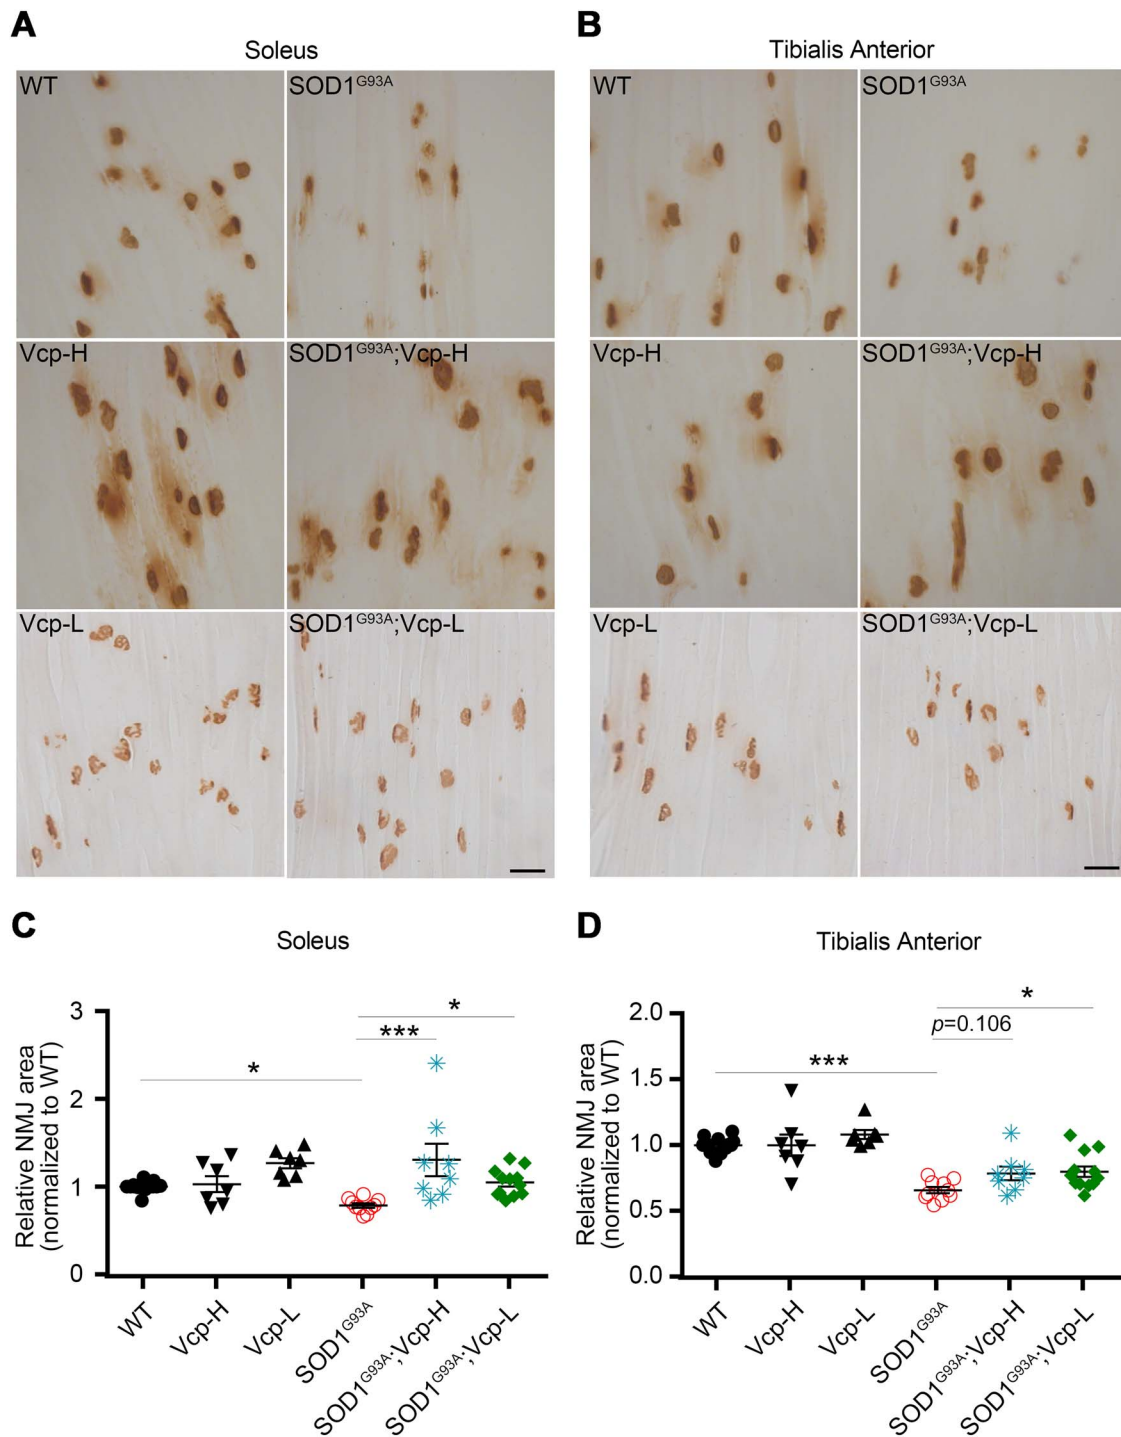 A
Soleus
WT
SOD1G93A
Vcp-H
SOD1G93A;Vcp-H
Vcp-L
SOD1G93A;Vcp-L
B
Tibialis Anterior
WT
SOD1G93A
Vcp-H
SOD1G93A;Vcp-H
Vcp-L
SOD1G93A;Vcp-L
C
Soleus
Relative NMJ area
(normalized to WT)
3
2
1
0
*
*
***
WT
Vcp-H
Vcp-L
SOD1G93A
SOD1G93A;Vcp-H
SOD1G93A;Vcp-L
D
Tibialis Anterior
Relative NMJ area
(normalized to WT)
2.0
1.5
1.0
0.5
0.0
***
p=0.106
*
WT
Vcp-H
Vcp-L
SOD1G93A
SOD1G93A;Vcp-H
SOD1G93A;Vcp-L